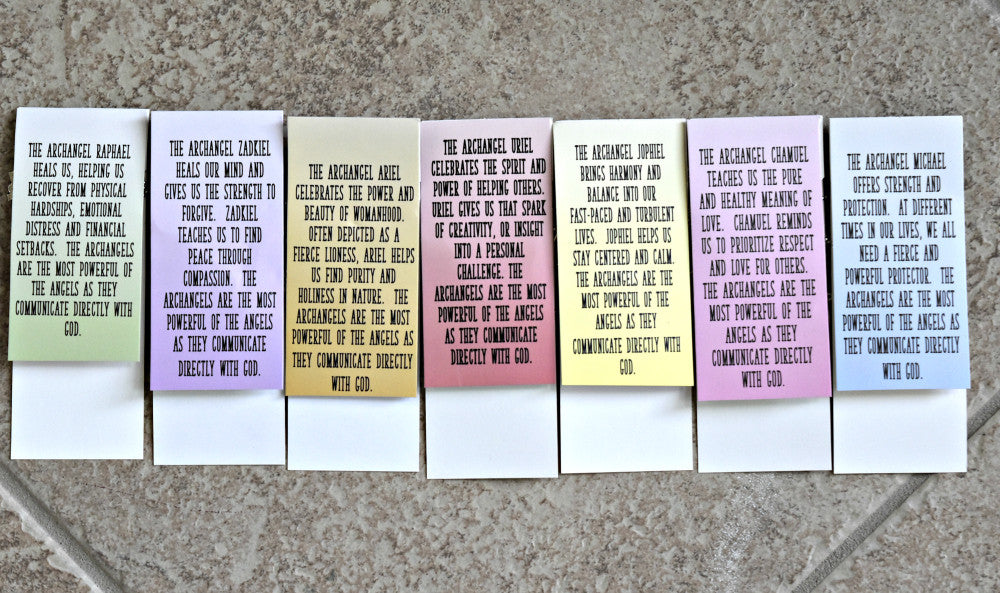 THE ARCHANGEL RAPHAEL
HEALS US, HELPING US
RECOVER FROM PHYSICAL
HARDSHIPS, EMOTIONAL
DISTRESS AND FINANCIAL
SETBACKS. THE ARCHANGELS
ARE THE MOST POWERFUL OF
THE ANGELS AS THEY
COMMUNICATE DIRECTLY WITH
GOD.
THE ARCHANGEL ZADKIEL
HEALS OUR MIND AND
GIVES US THE STRENGTH TO
FORGIVE. ZADKIEL
TEACHES US TO FIND
PEACE THROUGH
COMPASSION. THE
ARCHANGELS ARE THE MOST
POWERFUL OF THE ANGELS
AS THEY COMMUNICATE
DIRECTLY WITH GOD.
THE ARCHANGEL ARIEL
CELEBRATES THE POWER AND
BEAUTY OF WOMANHOOD.
OFTEN DEPICTED AS A
FIERCE LIONESS, ARIEL HELPS
US FIND PURITY AND
HOLINESS IN NATURE. THE
ARCHANGELS ARE THE MOST
POWERFUL OF THE ANGELS AS
THEY COMMUNICATE DIRECTLY
WITH GOD.
THE ARCHANGEL URIEL
CELEBRATES THE SPIRIT AND
POWER OF HELPING OTHERS.
URIEL GIVES US THAT SPARK
OF CREATIVITY, OR INSIGHT
INTO A PERSONAL
CHALLENGE. THE
ARCHANGELS ARE THE MOST
POWERFUL OF THE ANGELS
AS THEY COMMUNICATE
DIRECTLY WITH GOD.
THE ARCHANGEL JOPHIEL
BRINGS HARMONY AND
BALANCE INTO OUR
FAST-PACED AND TURBULENT
LIVES. JOPHIEL HELPS US
STAY CENTERED AND CALM.
THE ARCHANGELS ARE THE
MOST POWERFUL OF THE
ANGELS AS THEY
COMMUNICATE DIRECTLY WITH
GOD.
THE ARCHANGEL CHAMUEL
TEACHES US THE PURE
AND HEALTHY MEANING OF
LOVE. CHAMUEL REMINDS
US TO PRIORITIZE RESPECT
AND LOVE FOR OTHERS.
THE ARCHANGELS ARE THE
MOST POWERFUL OF THE
ANGELS AS THEY
COMMUNICATE DIRECTLY
WITH GOD.
THE ARCHANGEL MICHAEL
OFFERS STRENGTH AND
PROTECTION. AT DIFFERENT
TIMES IN OUR LIVES, WE ALL
NEED A FIERCE AND
POWERFUL PROTECTOR. THE
ARCHANGELS ARE THE MOST
POWERFUL OF THE ANGELS AS
THEY COMMUNICATE DIRECTLY
WITH GOD.